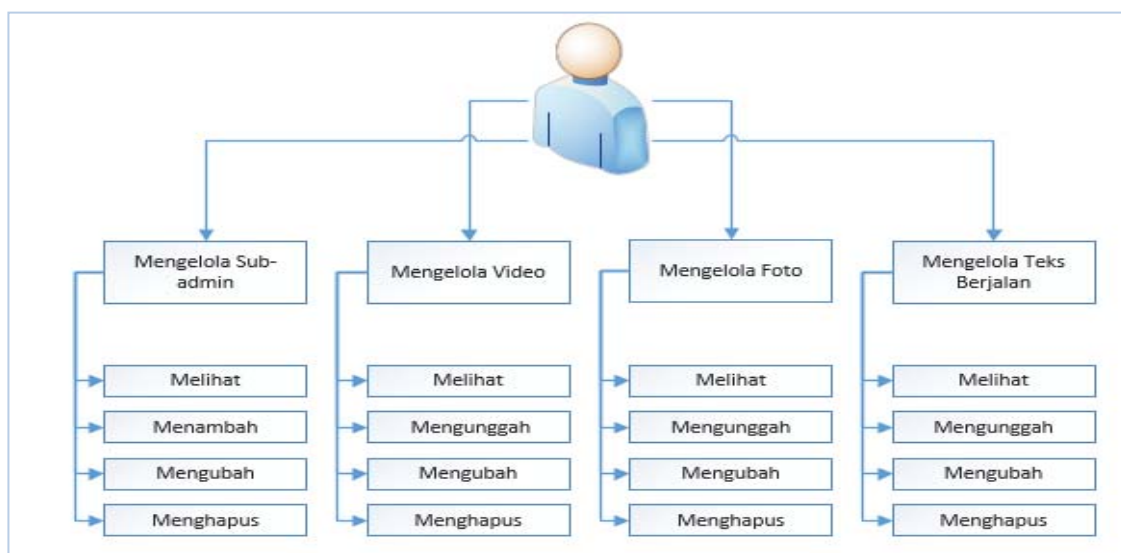 Mengelola Sub-
admin
Mengelola Video
Mengelola Foto
Mengelola Teks
Berjalan
Melihat
Menambah
Mengubah
Menghapus
Melihat
Mengunggah
Mengubah
Menghapus
Melihat
Mengunggah
Mengubah
Menghapus
Melihat
Mengunggah
Mengubah
Menghapus